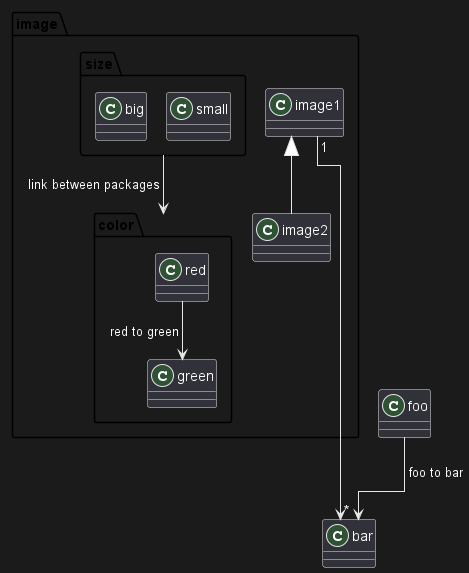 image
size
C big
C small
C image1
1
link between packages
color
C image2
C red
red to green
C green
C foo
foo to bar
*
C bar